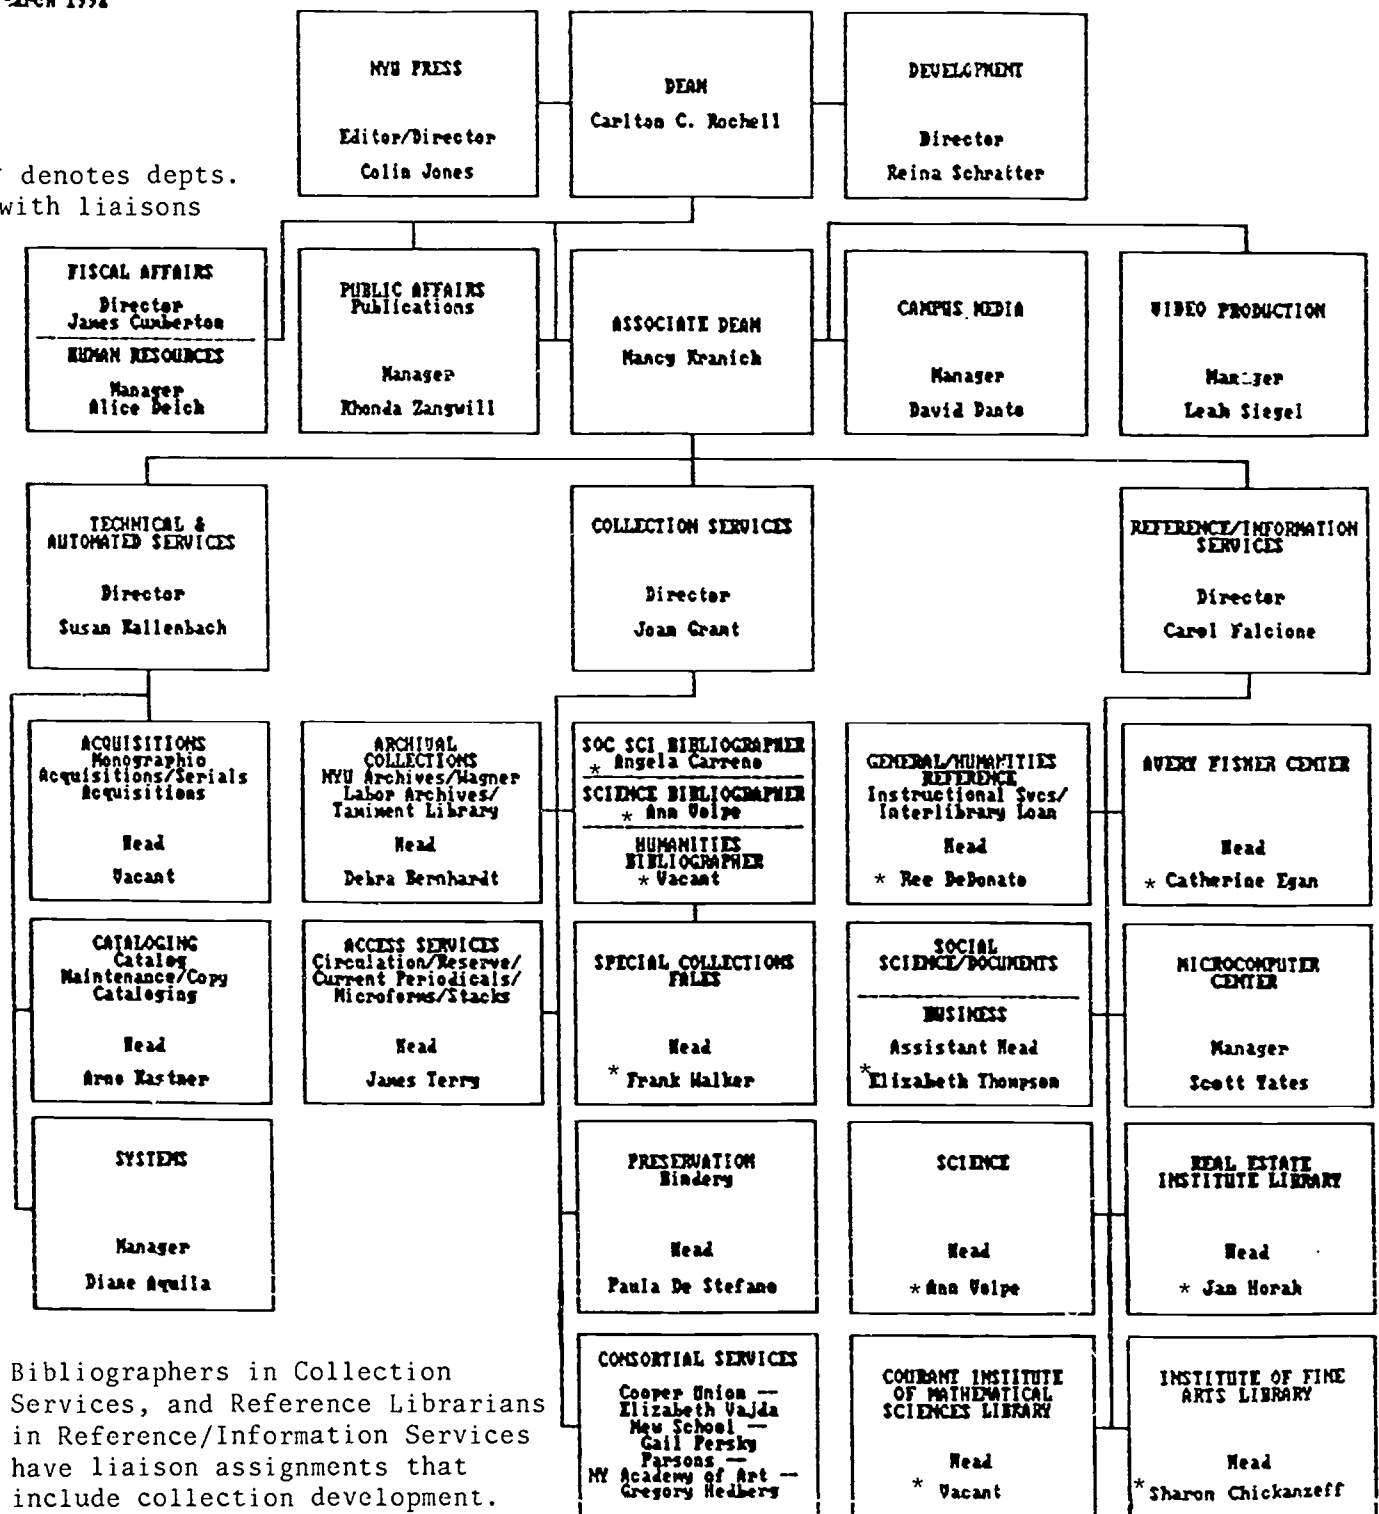 March 1992
NYU PRESS
Editor/Director
Colin Jones
DEAN
Carlton C. Rochell
DEVELOPMENT
Director
Reina Schratter
denotes depts.
with liaisons
FISCAL AFFAIRS
Director
James Cumberton
HUMAN RESOURCES
Manager
Alice Deich
PUBLIC AFFAIRS
Publications
Manager
Rhonda Zangwill
ASSOCIATE DEAN
Nancy Kranich
CAMPUS MEDIA
Manager
David Dante
VIDEO PRODUCTION
Manager
Leah Siegel
TECHNICAL &
AUTOMATED SERVICES
Director
Susan Kallenbach
COLLECTION SERVICES
Director
Joan Grant
REFERENCE/INFORMATION
SERVICES
Director
Carol Falcione
ACQUISITIONS
Monographic
Acquisitions/Serials
Acquisitions
Head
Vacant
ARCHIVAL
COLLECTIONS
NYU Archives/Wagner
Labor Archives/
Tamiment Library
Head
Debra Bernhardt
SOC SCI BIBLIOGRAPHER
* Angela Carreno
SCIENCE BIBLIOGRAPHER
* Ann Volpe
HUMANITIES
BIBLIOGRAPHER
* Vacant
GENERAL/HUMANITIES
REFERENCE
Instructional Svcs/
Interlibrary Loan
Head
* Ree DeDonato
AVERY FISHER CENTER
Head
* Catherine Egan
CATALOGING
Catalog
Maintenance/Copy
Cataloging
Head
Arno Kastner
ACCESS SERVICES
Circulation/Reserve/
Current Periodicals/
Microforms/Stacks
Head
James Terry
SPECIAL COLLECTIONS
FALES
Head
* Frank Walker
SOCIAL
SCIENCE/DOCUMENTS
BUSINESS
Assistant Head
* Elizabeth Thompson
MICROCOMPUTER
CENTER
Manager
Scott Yates
SYSTEMS
Manager
Diane Aquila
PRESERVATION
Bindery
Head
Paula De Stefano
SCIENCE
Head
* Ann Volpe
REAL ESTATE
INSTITUTE LIBRARY
Head
* Jan Horah
CONSORTIAL SERVICES
Cooper Union —
Elizabeth Vajda
New School —
Gail Persky
Parsons —
NY Academy of Art —
Gregory Hedberg
COURANT INSTITUTE
OF MATHEMATICAL
SCIENCES LIBRARY
Head
* Vacant
INSTITUTE OF FINE
ARTS LIBRARY
Head
* Sharon Chickanzeff
Bibliographers in Collection
Services, and Reference Librarians
in Reference/Information Services
have liaison assignments that
include collection development.